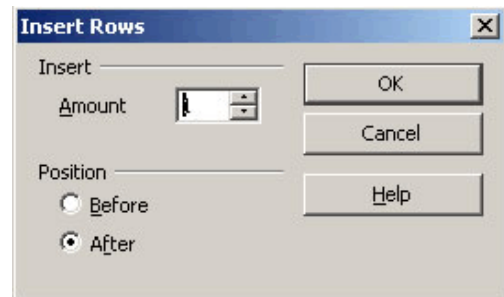 Insert Rows
Insert
Amount 1
OK
Cancel
Position
Before
After
Help